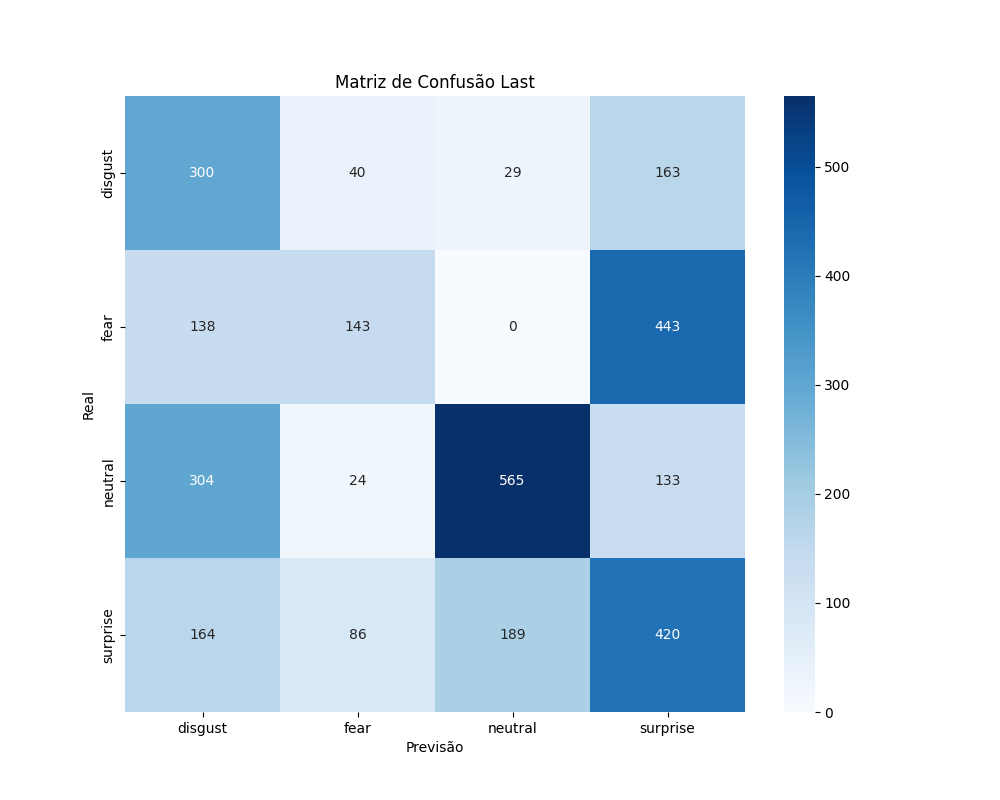 Matriz de Confusão Last
disgust 300 40 29 163
fear 138 143 0 443
neutral 304 24 565 133
surprise 164 86 189 420
disgust fear neutral surprise
Previsão
Real
500
400
300
200
100
0